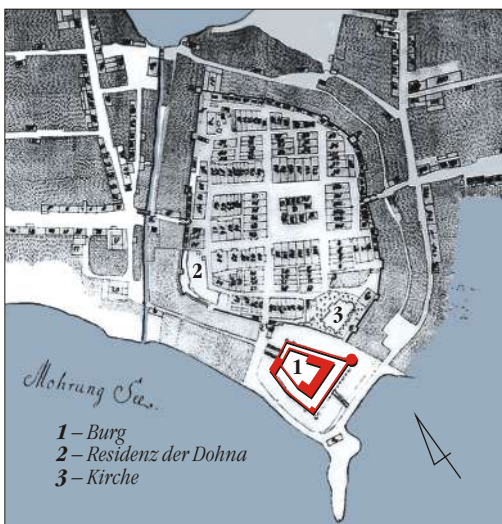 2
3
1
Mohrung See.
1 – Burg
2 – Residenz der Dohna
3 – Kirche